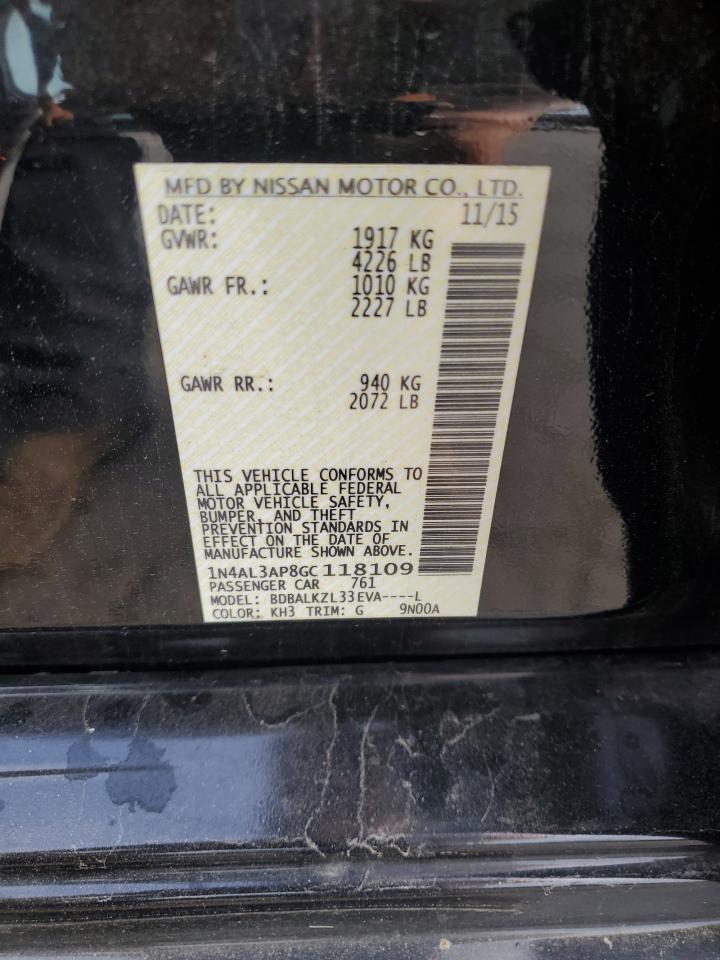 MFD BY NISSAN MOTOR CO., LTD.
DATE: 11/15
GVWR: 1917 KG
4226 LB
GAWR FR.: 1010 KG
2227 LB
GAWR RR.: 940 KG
2072 LB
THIS VEHICLE CONFORMS TO
ALL APPLICABLE FEDERAL
MOTOR VEHICLE SAFETY,
BUMPER, AND THEFT
PREVENTION STANDARDS IN
EFFECT ON THE DATE OF
MANUFACTURE SHOWN ABOVE.
1N4AL3AP8GC118109
PASSENGER CAR 761
MODEL: BDBALKZL33EVA----L
COLOR: KH3 TRIM: G 9N00A